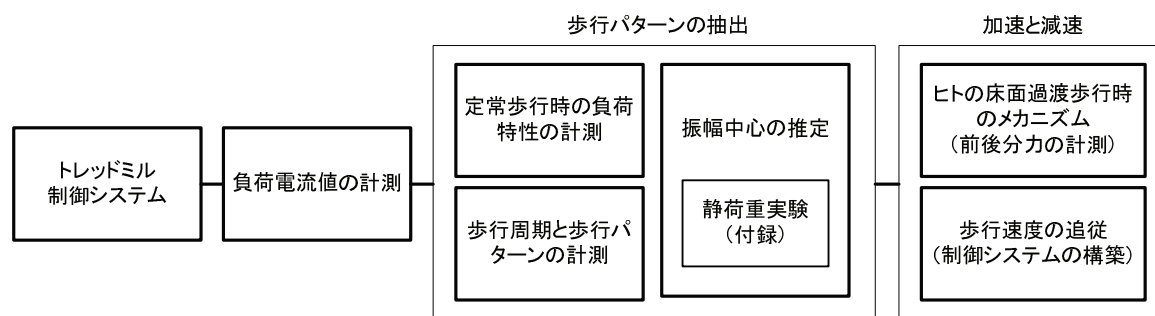 トレッドミル
制御システム
負荷電流値の計測
歩行パターンの抽出
定常歩行時の負荷
特性の計測
歩行周期と歩行パ
ターンの計測
振幅中心の推定
静荷重実験
(付録)
加速と減速
ヒトの床面過渡歩行時
のメカニズム
(前後分力の計測)
歩行速度の追従
(制御システムの構築)